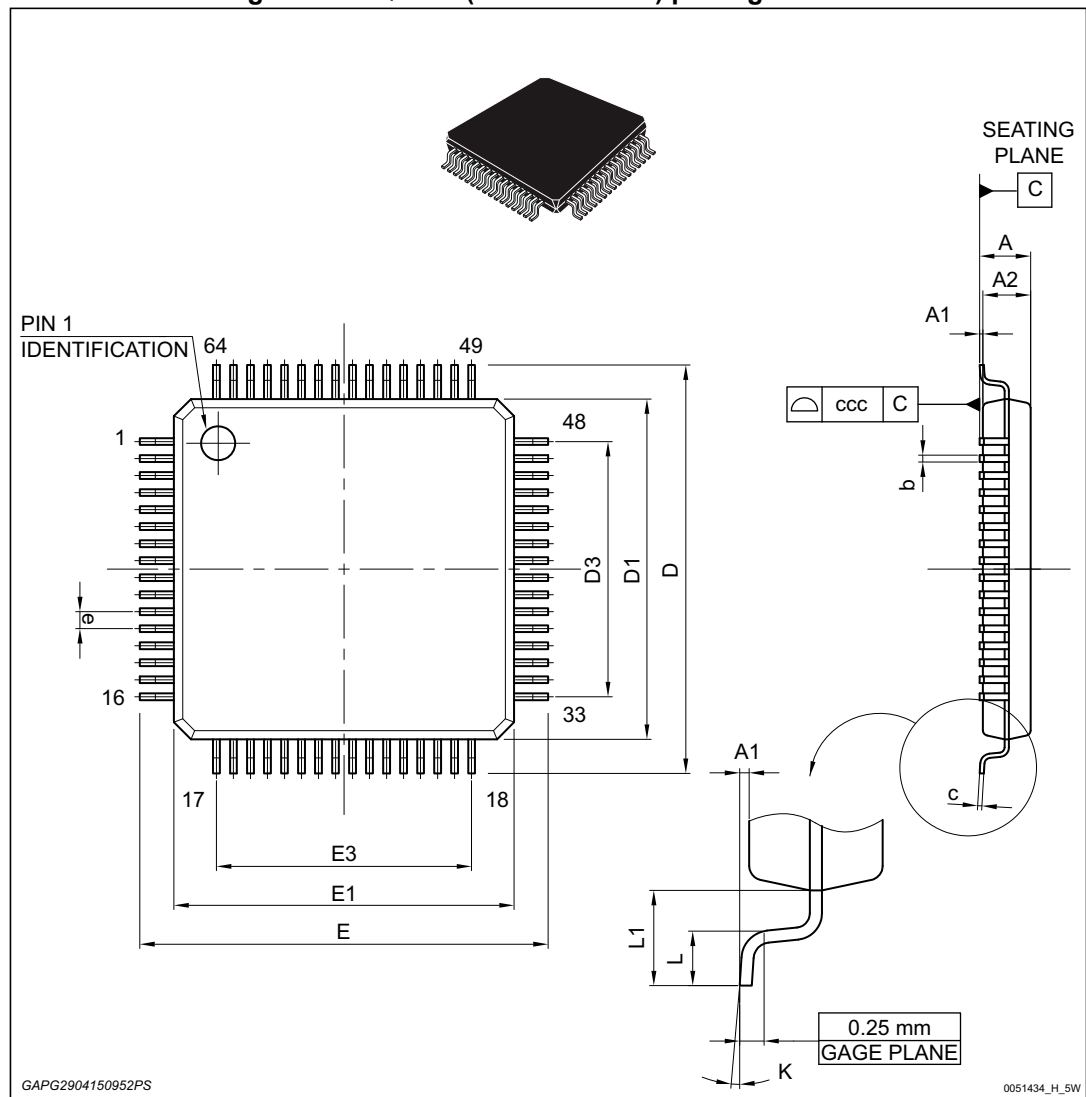 SEATING
PLANE
C
A
A2
A1
PIN 1
IDENTIFICATION
64
49
ccc
C
1
48
b
D3
D1
D
e
16
33
A1
17
18
c
E3
E1
E
L1
L
0.25 mm
GAGE PLANE
K
GAPG2904150952PS
0051434_H_5W